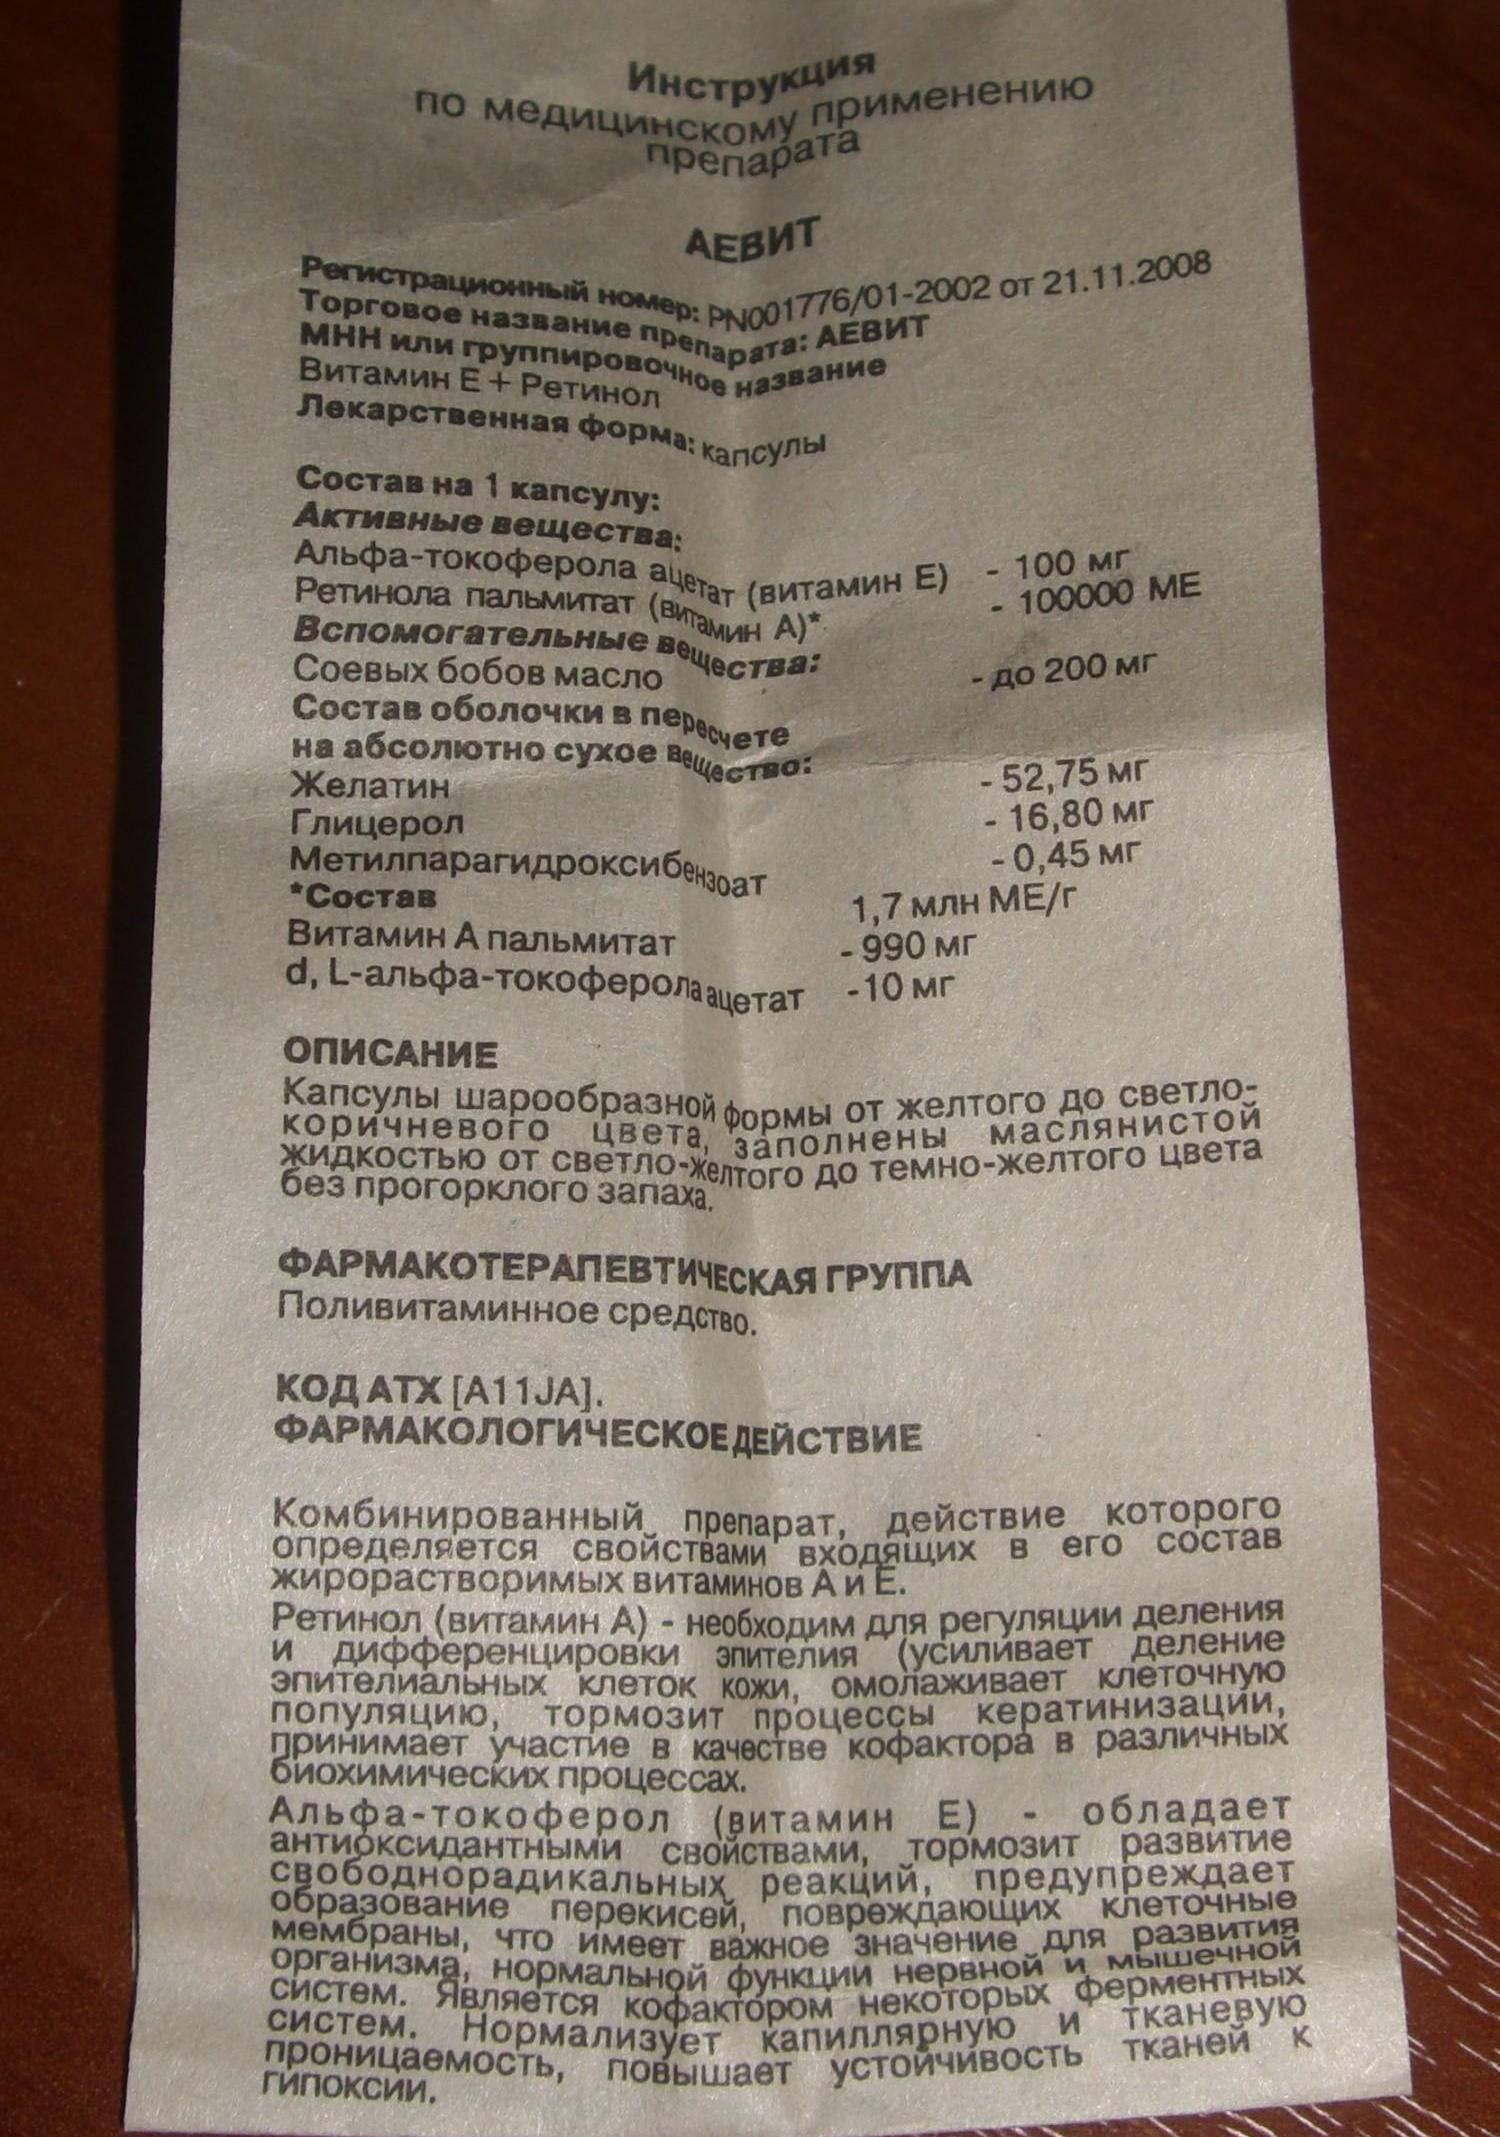 Инструкция
по медицинскому применению
препарата
АЕВИТ
Регистрационный номер: PN001776/01-2002 от 21.11.2008
Торговое название препарата: АЕВИТ
МНН или группировочное название
Витамин Е + Ретинол
Лекарственная форма: капсулы
Состав на 1 капсулу:
Активные вещества:
Альфа-токоферола ацетат (витамин Е) - 100 мг
Ретинола пальмитат (витамин А)* - 100000 МЕ
Вспомогательные вещества:
Соевых бобов масло - до 200 мг
Состав оболочки в пересчете
на абсолютно сухое вещество:
Желатин - 52,75 мг
Глицерол - 16,80 мг
Метилпарагидроксибензоат - 0,45 мг
*Состав 1,7 млн МЕ/г
Витамин А пальмитат - 990 мг
d, L-альфа-токоферола ацетат -10 мг
ОПИСАНИЕ
Капсулы шарообразной формы от желтого до светло-
коричневого цвета, заполнены маслянистой
жидкостью от светло-желтого до темно-желтого цвета
без прогорклого запаха.
ФАРМАКОТЕРАПЕВТИЧЕСКАЯ ГРУППА
Поливитаминное средство.
КОД АТХ [A11JA].
ФАРМАКОЛОГИЧЕСКОЕ ДЕЙСТВИЕ
Комбинированный препарат, действие которого
определяется свойствами входящих в его состав
жирорастворимых витаминов А и Е.
Ретинол (витамин А) - необходим для регуляции деления
и дифференцировки эпителия (усиливает деление
эпителиальных клеток кожи, омолаживает клеточную
популяцию, тормозит процессы кератинизации,
принимает участие в качестве кофактора в различных
биохимических процессах.
Альфа-токоферол (витамин Е) - обладает
антиоксидантными свойствами, тормозит развитие
свободнорадикальных реакций, предупреждает
образование перекисей, повреждающих клеточные
мембраны, что имеет важное значение для развития
организма, нормальной функции нервной и мышечной
систем. Является кофактором некоторых ферментных
систем. Нормализует капиллярную и тканевую
проницаемость, повышает устойчивость тканей к
гипоксии.